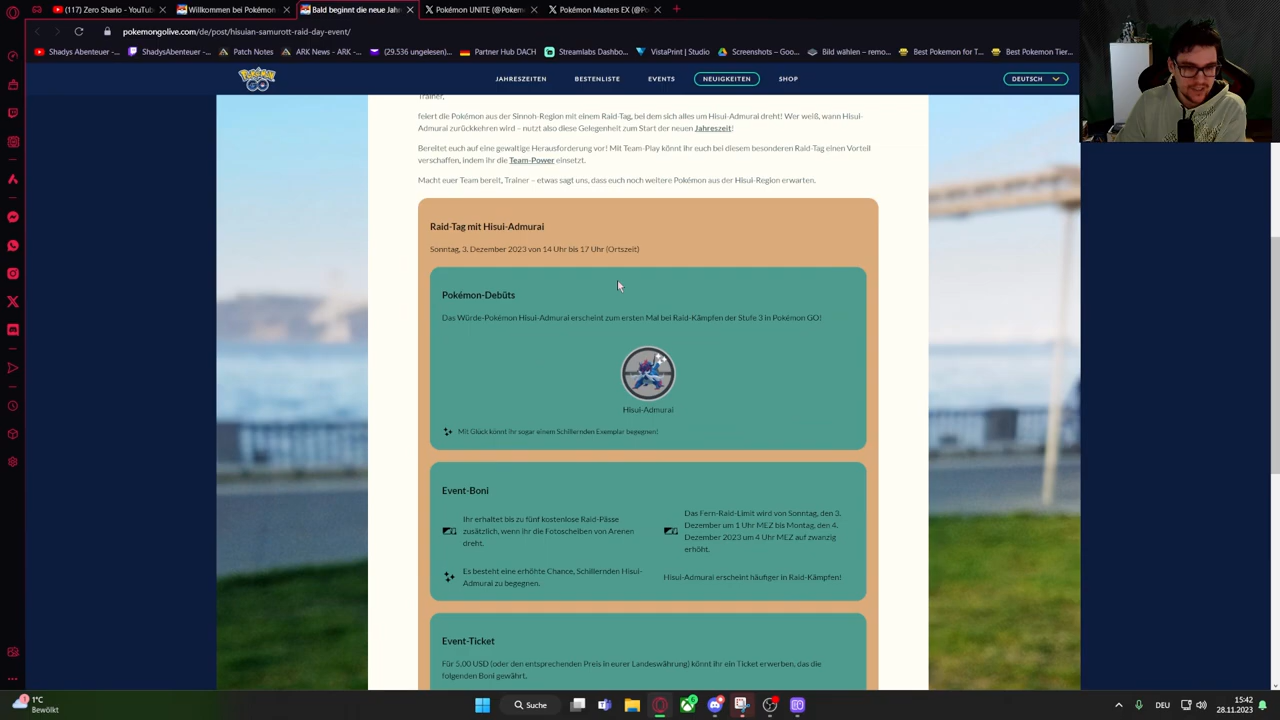 (117) Zero Shario - YouTub
Willkommen bei Pokémon
Bald beginnt die neue Jahr
Pokémon (@Pokem
Pokémon Masters EX (@Po
pokemongolive.com/de/post/hisuian-samurott-raid-day-event/
Shadys Abenteuer -...
ShadysAbenteuer -...
Patch Notes
ARK News - ARK -...
(29.536 ungelesen)...
Partner Hub DACH
Streamlabs Dashbo...
VistaPrint | Studio
Screenshots – Goo...
Bild wählen – remo...
Best Pokemon for T...
Best Pokemon Tier...
POKÉMON GO
JAHRESZEITEN
BESTENLISTE
EVENTS
NEUIGKEITEN
SHOP
DEUTSCH
Trainer,
feiert die Pokémon aus der Sinnoh-Region mit einem Raid-Tag, bei dem sich alles um Hisui-Admurai dreht! Wer weiß, wann Hisui-
Admurai zurückkehren wird – nutzt also diese Gelegenheit zum Start der neuen Jahreszeit!
Bereitet euch auf eine gewaltige Herausforderung vor! Mit Team-Play könnt ihr euch bei diesem besonderen Raid-Tag einen Vorteil
verschaffen, indem ihr die Team-Power einsetzt.
Macht euer Team bereit, Trainer – etwas sagt uns, dass euch noch weitere Pokémon aus der Hisui-Region erwarten.
Raid-Tag mit Hisui-Admurai
Sonntag, 3. Dezember 2023 von 14 Uhr bis 17 Uhr (Ortszeit)
Pokémon-Debüts
Das Würde-Pokémon Hisui-Admurai erscheint zum ersten Mal bei Raid-Kämpfen der Stufe 3 in Pokémon GO!
Hisui-Admurai
Mit Glück könnt ihr sogar einem Schillernden Exemplar begegnen!
Event-Boni
Ihr erhaltet bis zu fünf kostenlose Raid-Pässe
zusätzlich, wenn ihr die Fotoscheiben von Arenen
dreht.
Das Fern-Raid-Limit wird von Sonntag, den 3.
Dezember um 1 Uhr MEZ bis Montag, den 4.
Dezember 2023 um 4 Uhr MEZ auf zwanzig
erhöht.
Es besteht eine erhöhte Chance, Schillernden Hisui-
Admurai zu begegnen.
Hisui-Admurai erscheint häufiger in Raid-Kämpfen!
Event-Ticket
Für 5,00 USD (oder den entsprechenden Preis in eurer Landeswährung) könnt ihr ein Ticket erwerben, das die
folgenden Boni gewährt.
1°C
Bewölkt
Suche
DEU
15:42
28.11.2023